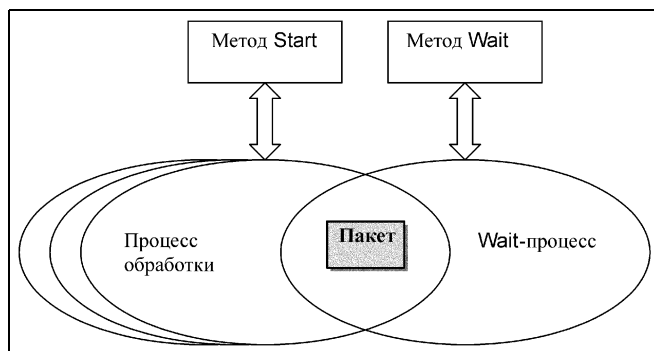 Метод Start
Метод Wait
Процесс
обработки
Пакет
Wait-процесс